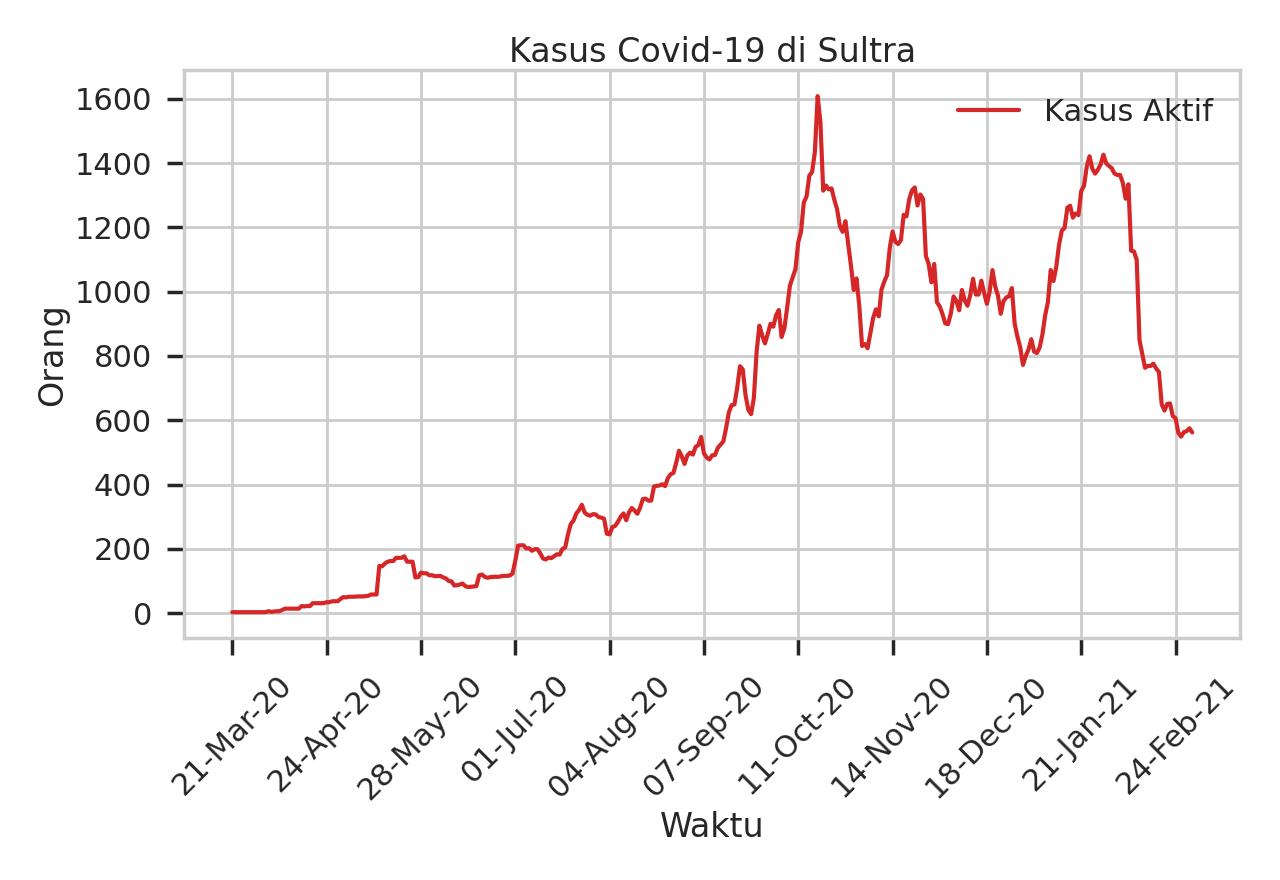 Kasus Covid-19 di Sultra
Kasus Aktif
Orang
1600
1400
1200
1000
800
600
400
200
0
21-Mar-20
24-Apr-20
28-May-20
01-Jul-20
04-Aug-20
07-Sep-20
11-Oct-20
14-Nov-20
18-Dec-20
21-Jan-21
24-Feb-21
Waktu